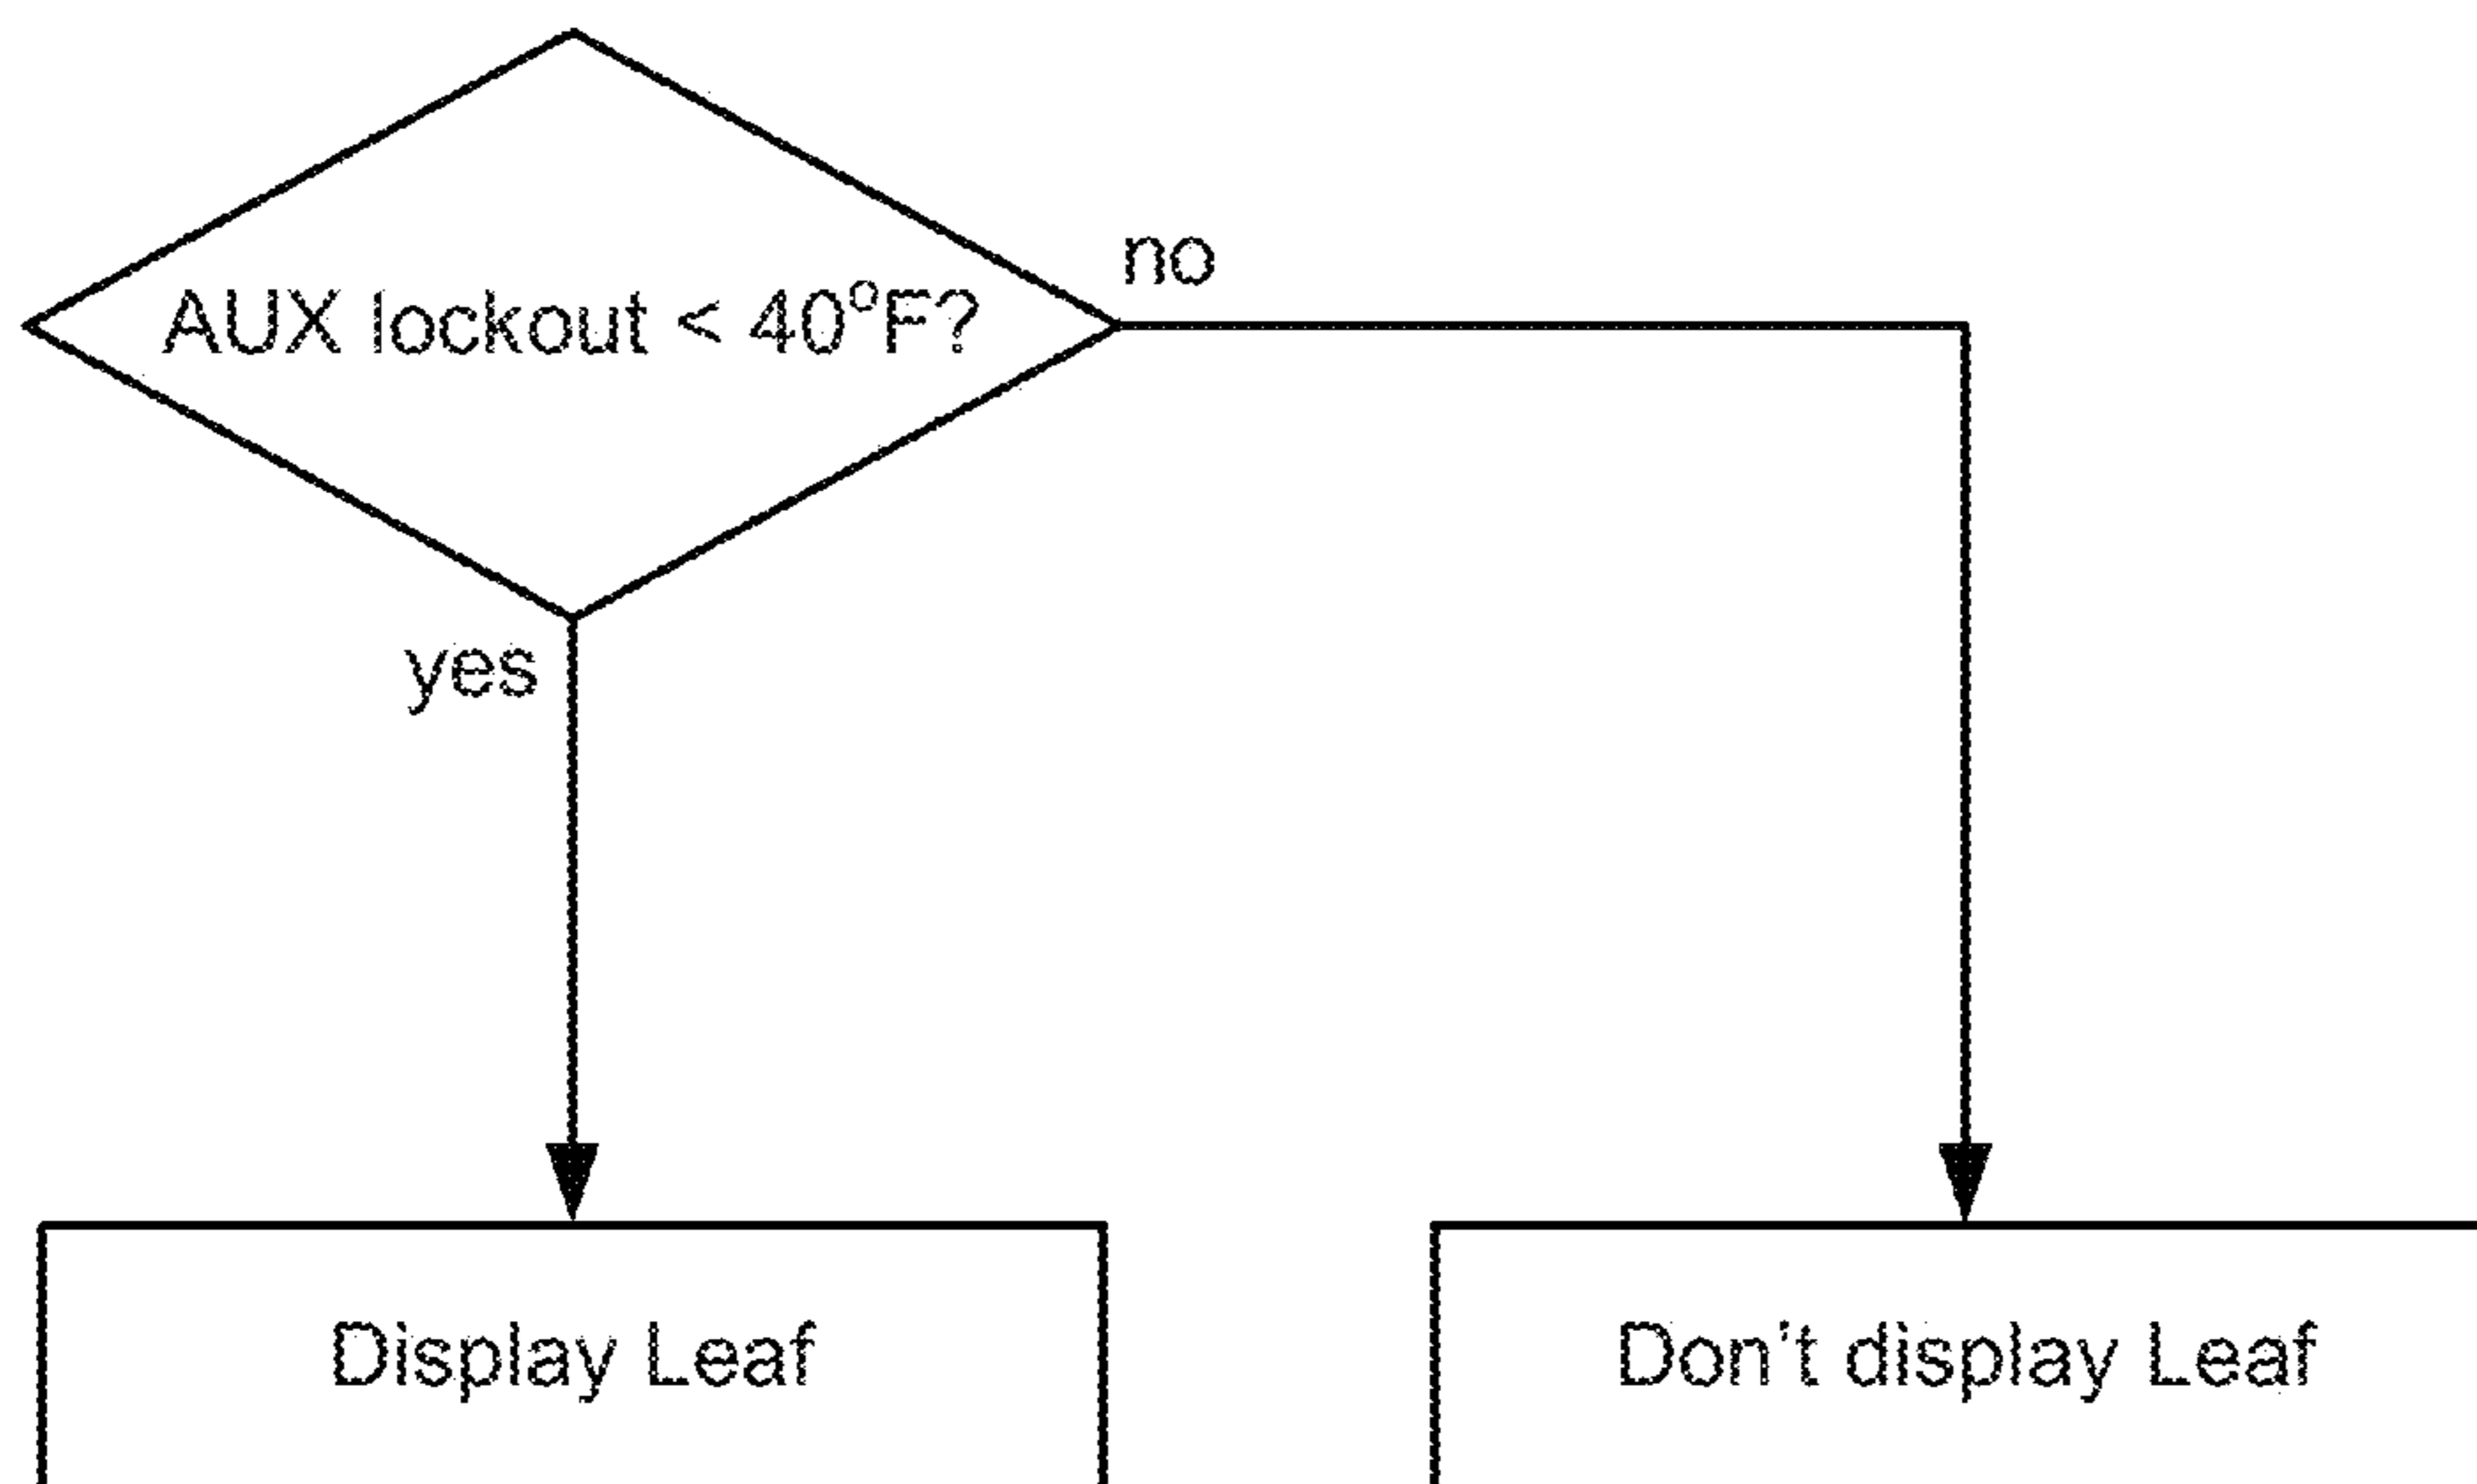 no
AUX lockout < 40°F?
yes
Display Leaf
Don't display Leaf